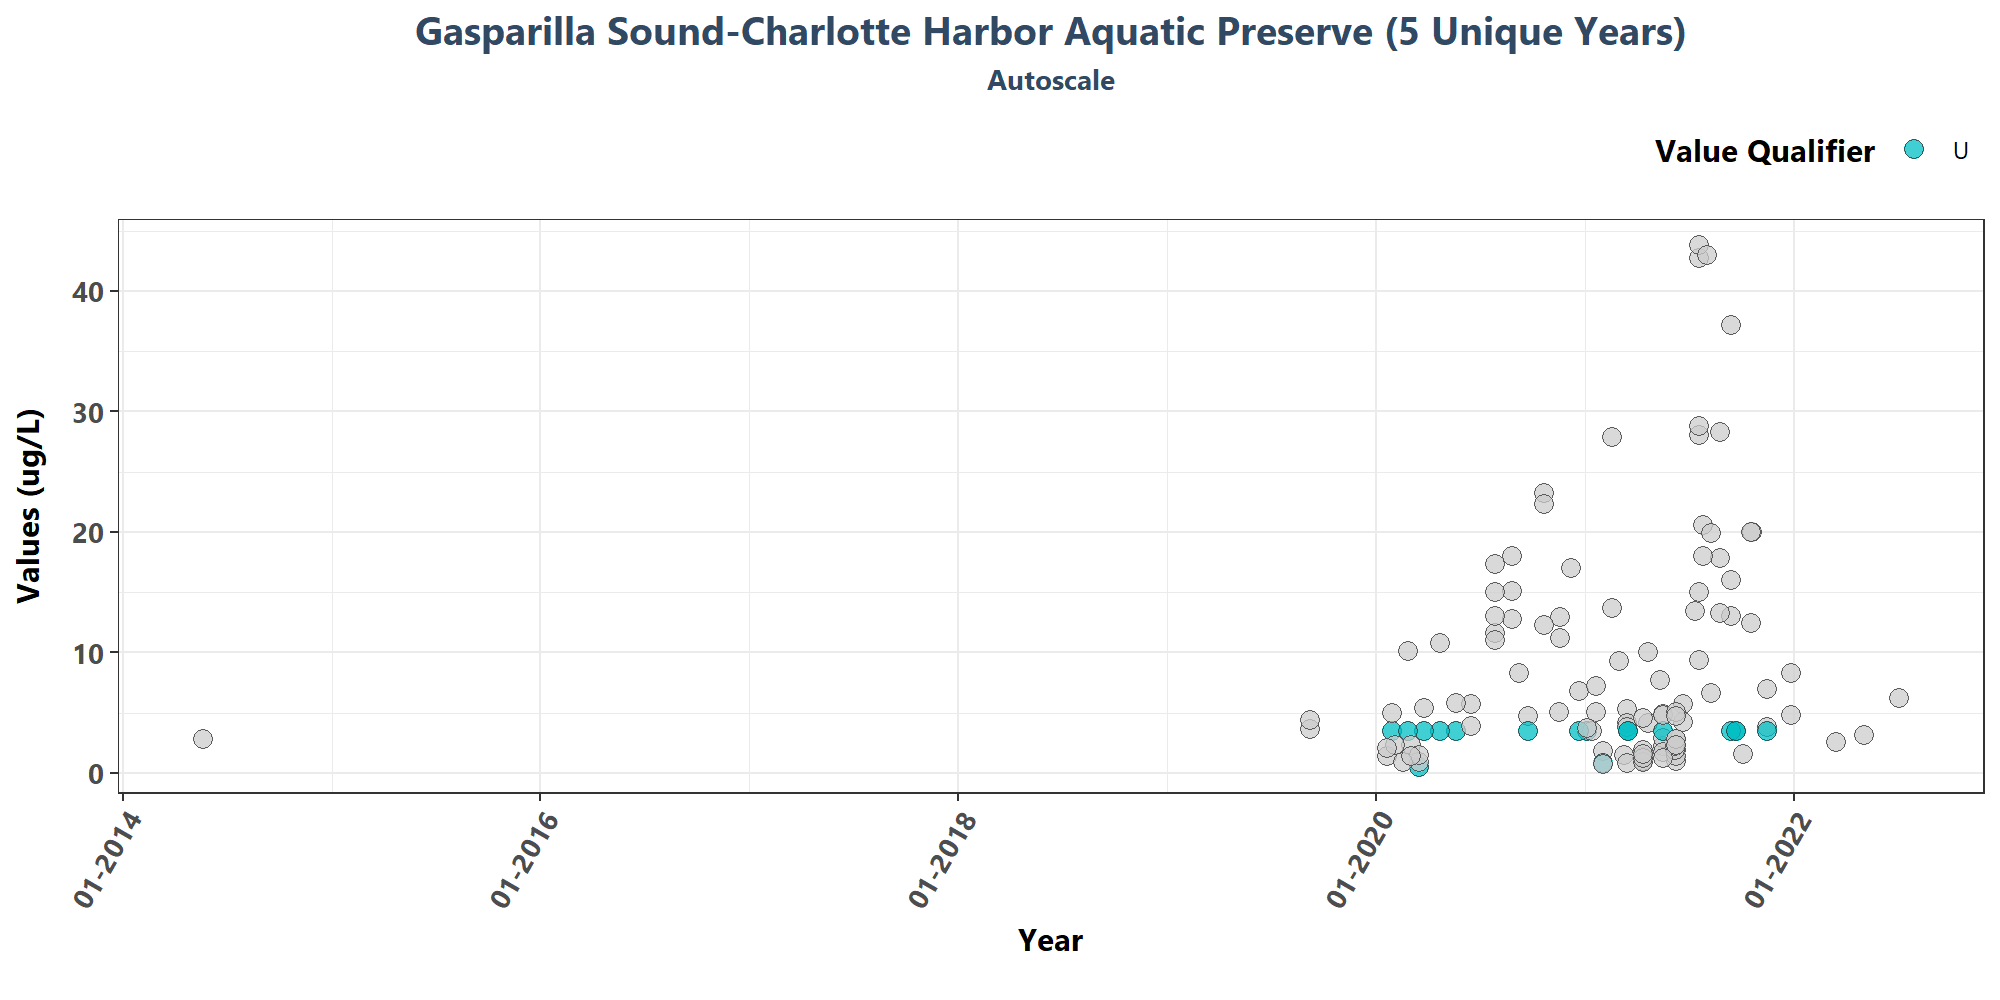 Gasparilla Sound-Charlotte Harbor Aquatic Preserve (5 Unique Years)
Autoscale
Value Qualifier U
Values (ug/L)
40
30
20
10
0
01-2014 01-2016 01-2018 01-2020 01-2022
Year